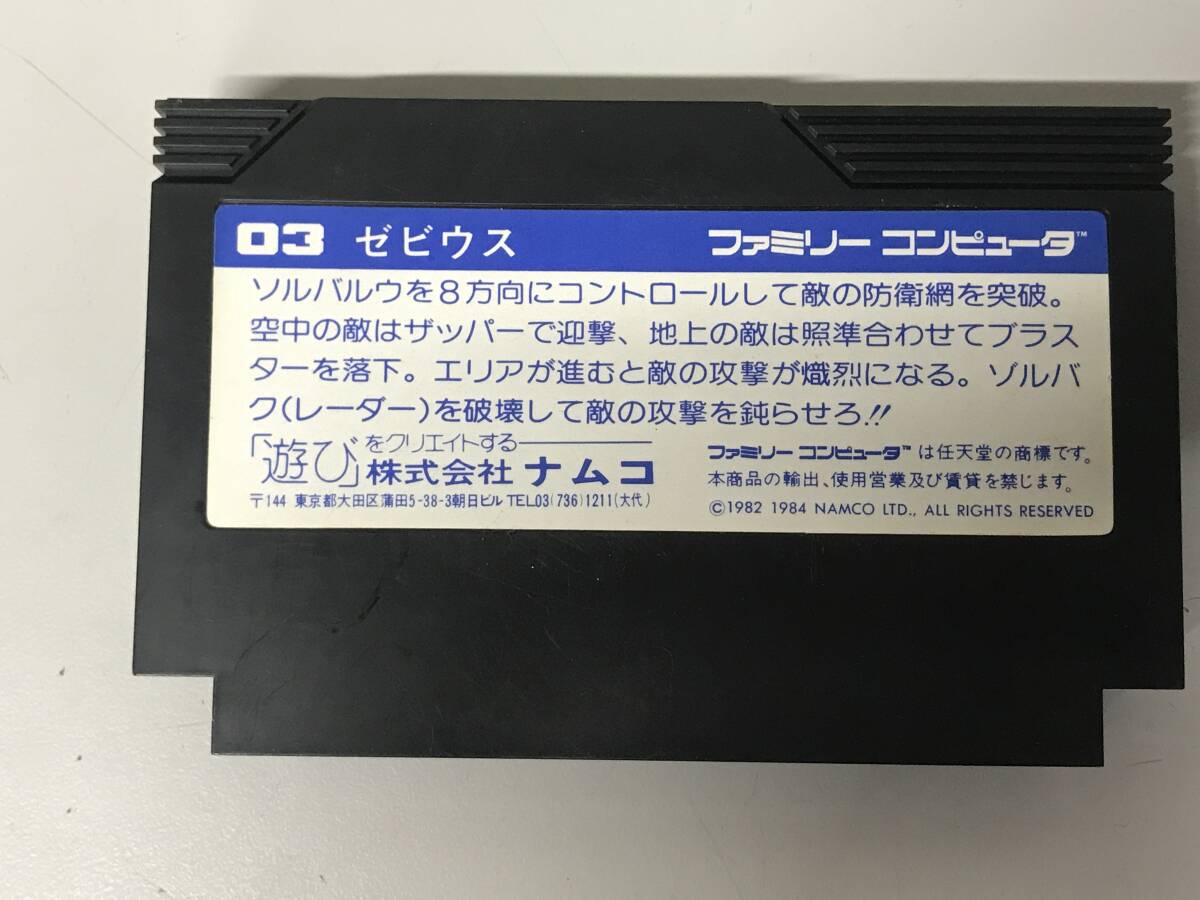 03 ゼビウス ファミリー コンピュータ™
ソルバルウを8方向にコントロールして敵の防衛網を突破。
空中の敵はザッパーで迎撃、地上の敵は照準合わせてブラス
ターを落下。エリアが進むと敵の攻撃が熾烈になる。ゾルバ
ク(レーダー)を破壊して敵の攻撃を鈍らせろ!!
「遊び」をクリエイトする
株式会社 ナムコ
〒144 東京都大田区蒲田5-38-3朝日ビル TEL03(736)1211(大代)
ファミリー コンピュータ™は任天堂の商標です。
本商品の輸出、使用営業及び賃貸を禁じます。
©1982 1984 NAMCO LTD., ALL RIGHTS RESERVED